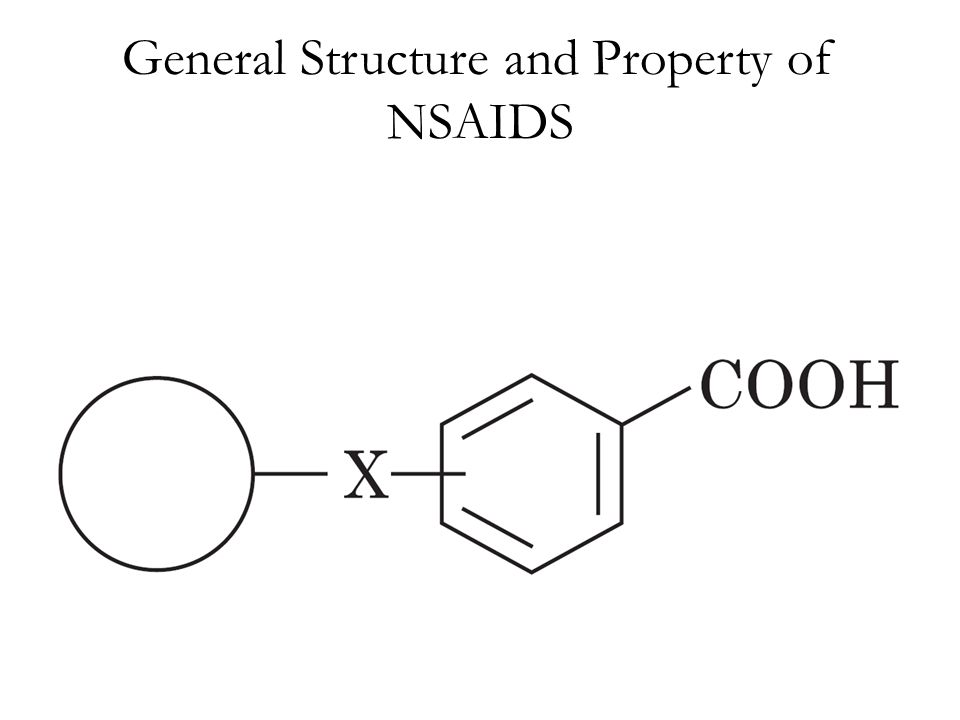 General Structure and Property of
NSAIDS
COOH
X